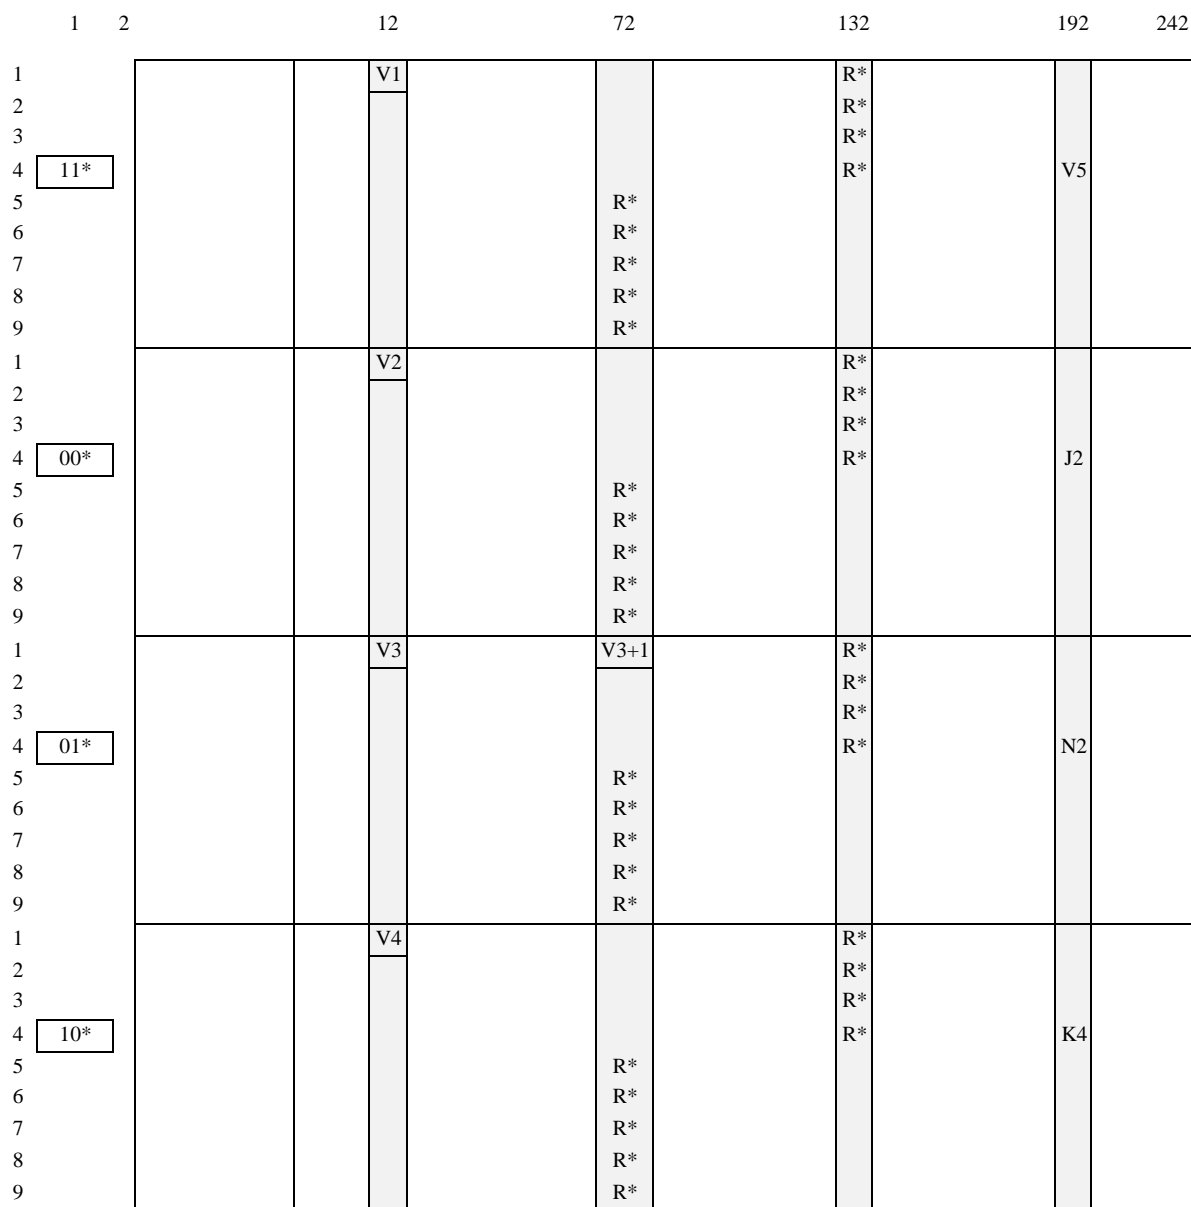 1 2 12 72 132 192 242
1 V1 R*
2 R*
3 R*
4 11* R* V5
5 R*
6 R*
7 R*
8 R*
9 R*
1 V2 R*
2 R*
3 R*
4 00* R* J2
5 R*
6 R*
7 R*
8 R*
9 R*
1 V3 V3+1 R*
2 R*
3 R*
4 01* R* N2
5 R*
6 R*
7 R*
8 R*
9 R*
1 V4 R*
2 R*
3 R*
4 10* R* K4
5 R*
6 R*
7 R*
8 R*
9 R*